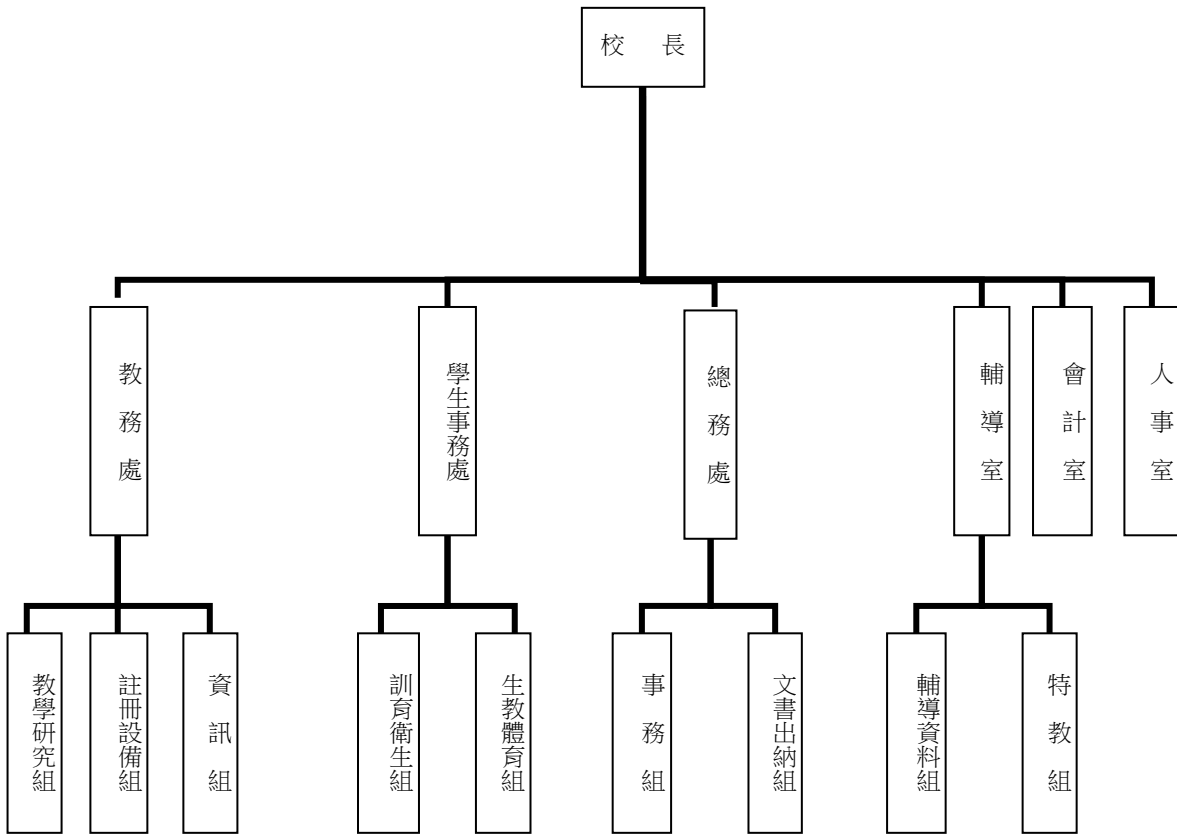 校 長
教務處
學生事務處
總務處
輔導室
會計室
人事室
教學研究組
註冊設備組
資訊組
訓育衛生組
生教體育組
事務組
文書出納組
輔導資料組
特教組